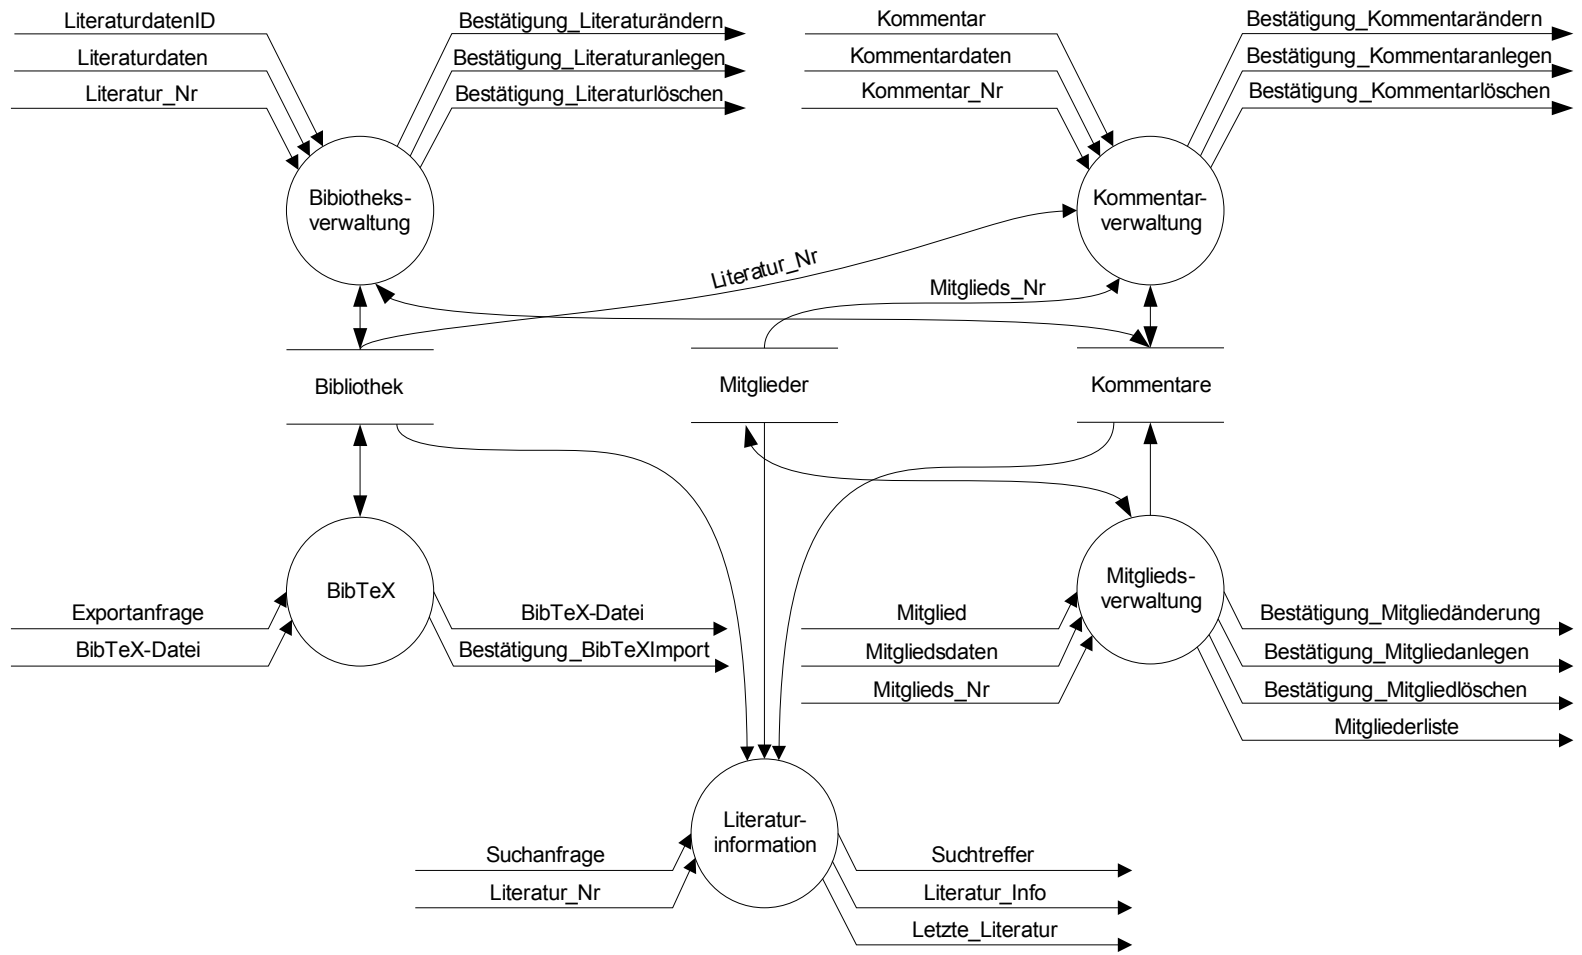 LiteraturdatenID
Literaturdaten
Literatur_Nr
Bestätigung_Literaturändern
Bestätigung_Literaturanlegen
Bestätigung_Literaturlöschen
Kommentar
Kommentardaten
Kommentar_Nr
Bestätigung_Kommentarändern
Bestätigung_Kommentaranlegen
Bestätigung_Kommentarlöschen
Bibiotheks-
verwaltung
Kommentar-
verwaltung
Literatur_Nr
Mitglieds_Nr
Bibliothek
Mitglieder
Kommentare
BibTeX
Exportanfrage
BibTeX-Datei
BibTeX-Datei
Bestätigung_BibTeXImport
Mitglieds-
verwaltung
Mitglied
Mitgliedsdaten
Mitglieds_Nr
Bestätigung_Mitgliedänderung
Bestätigung_Mitgliedanlegen
Bestätigung_Mitgliedlöschen
Mitgliederliste
Literatur-
information
Suchanfrage
Literatur_Nr
Suchtreffer
Literatur_Info
Letzte_Literatur